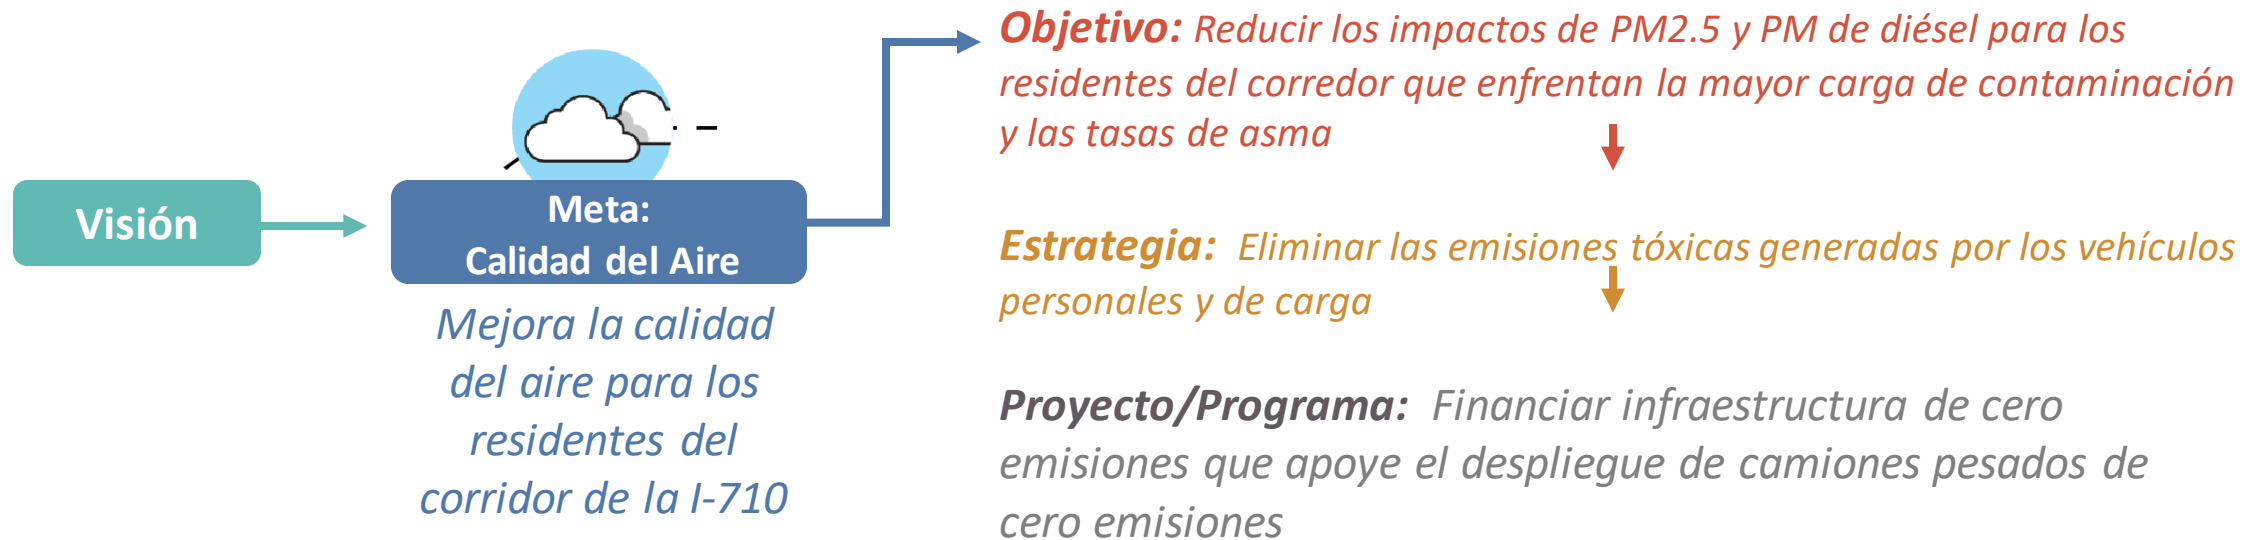 Visión
Meta:
Calidad del Aire
Mejora la calidad
del aire para los
residentes del
corridor de la I-710
Objetivo: Reducir los impactos de PM2.5 y PM de diésel para los
residentes del corredor que enfrentan la mayor carga de contaminación
y las tasas de asma
Estrategia: Eliminar las emisiones tóxicas generadas por los vehículos
personales y de carga
Proyecto/Programa: Financiar infraestructura de cero
emisiones que apoye el despliegue de camiones pesados de
cero emisiones